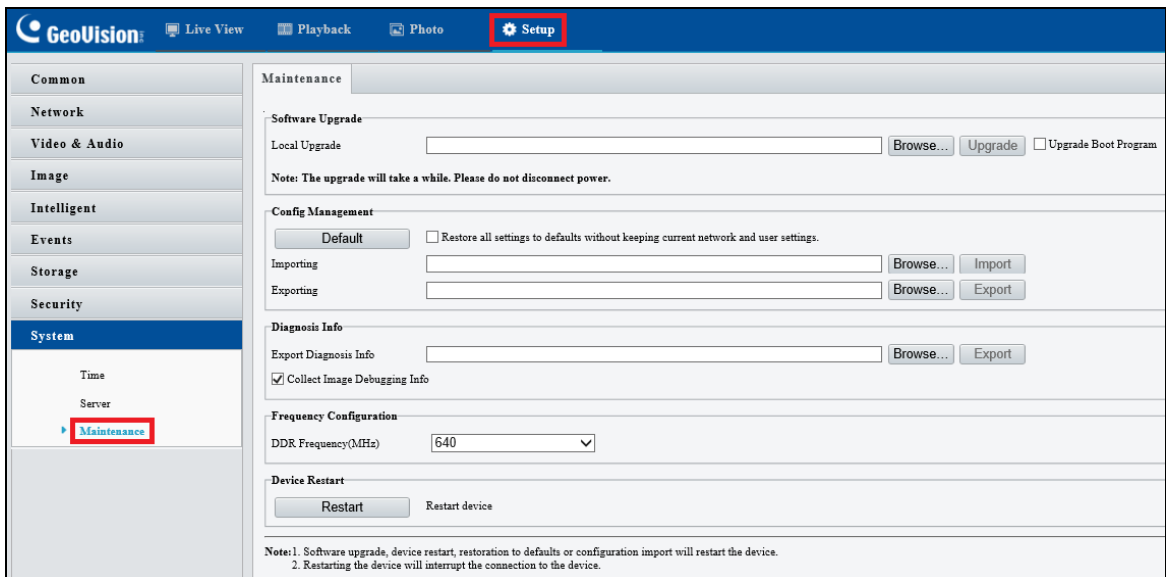 GeoVision Live View Playback Photo Setup
Common
Network
Video & Audio
Image
Intelligent
Events
Storage
Security
System
Time
Server
Maintenance
Maintenance
Software Upgrade
Local Upgrade Browse... Upgrade Upgrade Boot Program
Note: The upgrade will take a while. Please do not disconnect power.
Config Management
Default Restore all settings to defaults without keeping current network and user settings.
Importing Browse... Import
Exporting Browse... Export
Diagnosis Info
Export Diagnosis Info Browse... Export
Collect Image Debugging Info
Frequency Configuration
DDR Frequency(MHz) 640
Device Restart
Restart Restart device
Note:1. Software upgrade, device restart, restoration to defaults or configuration import will restart the device.
2. Restarting the device will interrupt the connection to the device.